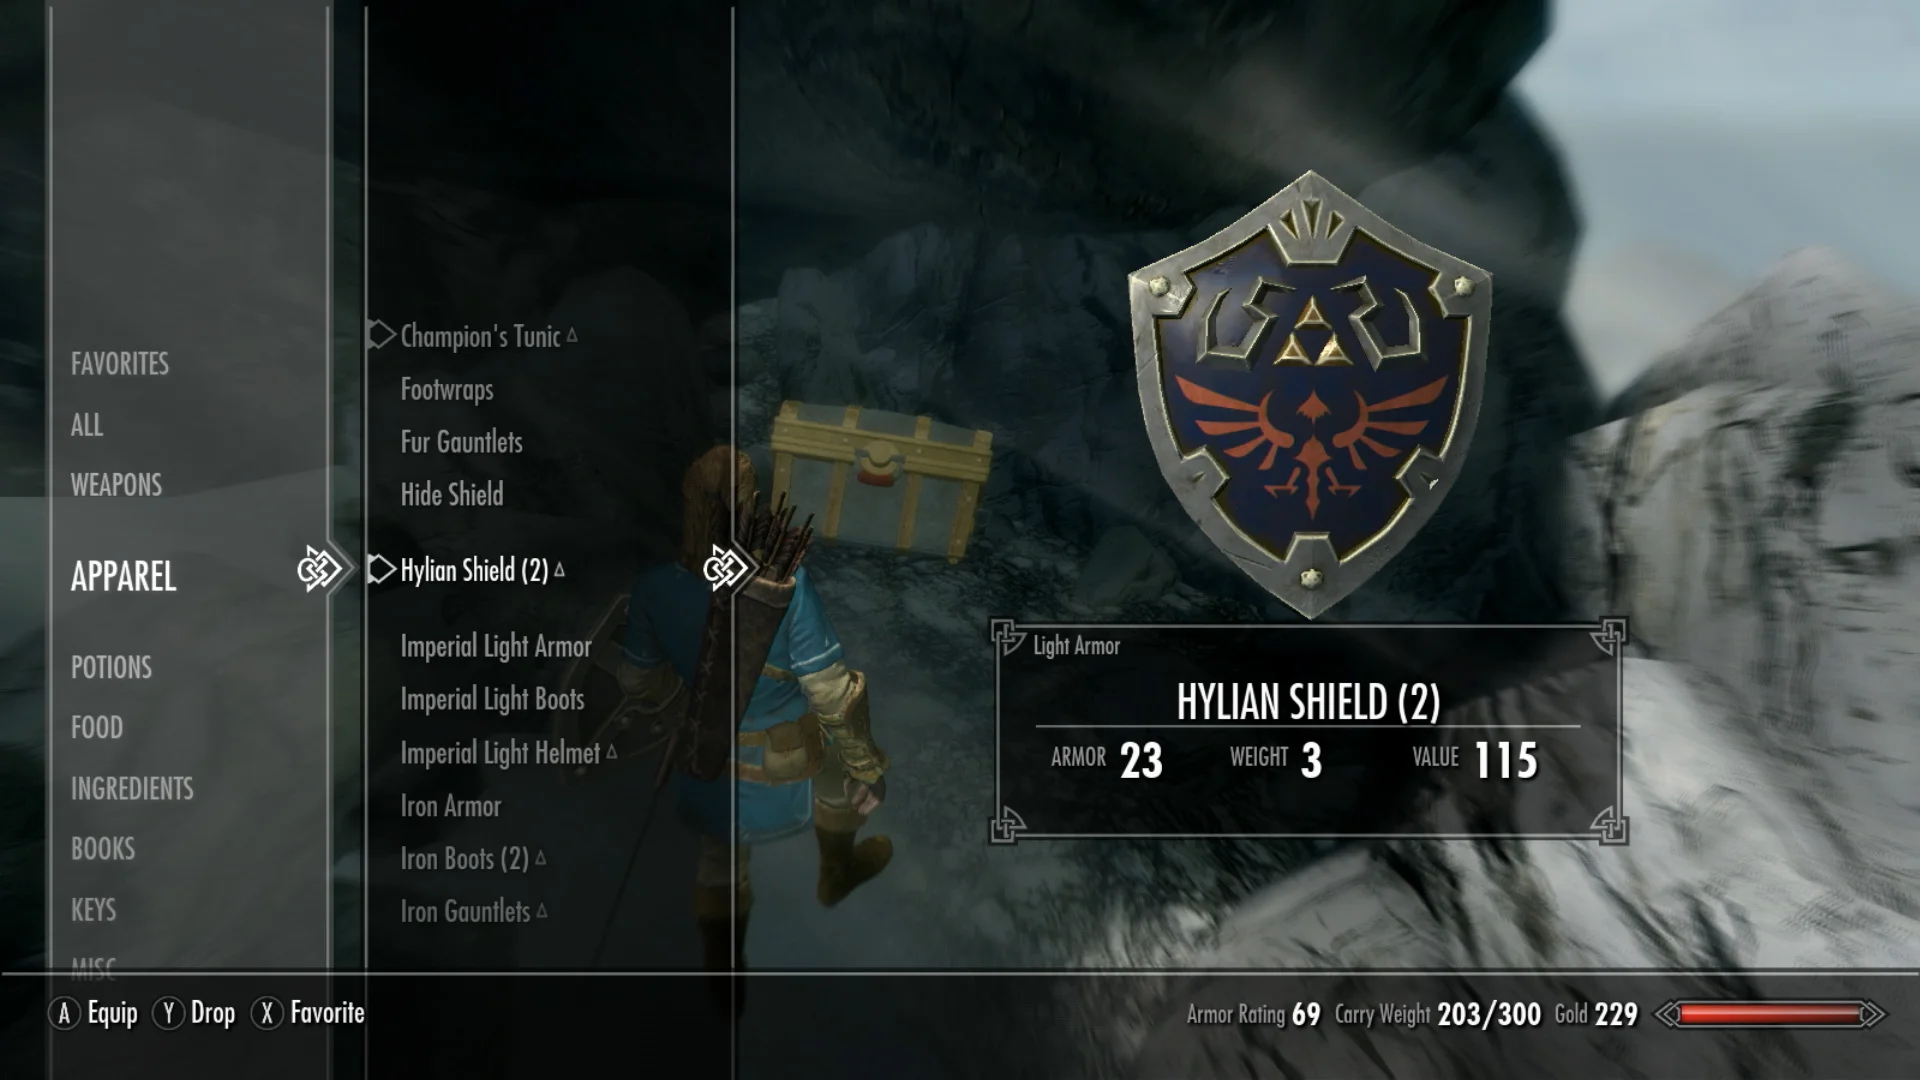 FAVORITES
ALL
WEAPONS
APPAREL
POTIONS
FOOD
INGREDIENTS
BOOKS
KEYS
MISC
Champion's Tunic
Footwraps
Fur Gauntlets
Hide Shield
Hylian Shield (2)
Imperial Light Armor
Imperial Light Boots
Imperial Light Helmet
Iron Armor
Iron Boots (2)
Iron Gauntlets
Light Armor
HYLIAN SHIELD (2)
ARMOR 23 WEIGHT 3 VALUE 115
A Equip Y Drop X Favorite
Armor Rating 69 Carry Weight 203/300 Gold 229